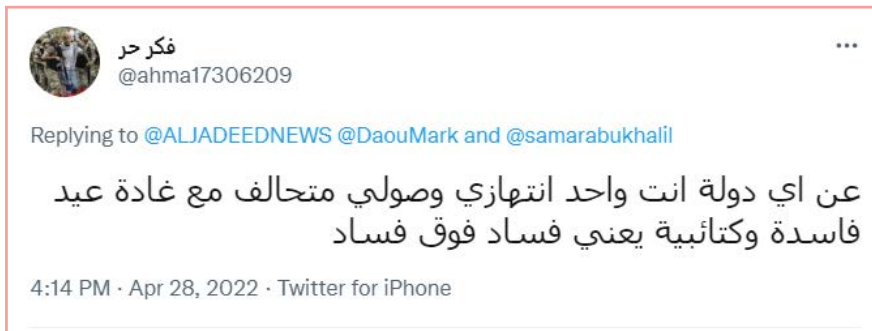 فكر حر
@ahma17306209
Replying to @ALJADEEDNEWS @DaouMark and @samarabukhalil
عن اي دولة انت واحد انتهازي وصولي متحالف مع غادة عيد
فاسدة وكتائبية يعني فساد فوق فساد
4:14 PM · Apr 28, 2022 · Twitter for iPhone